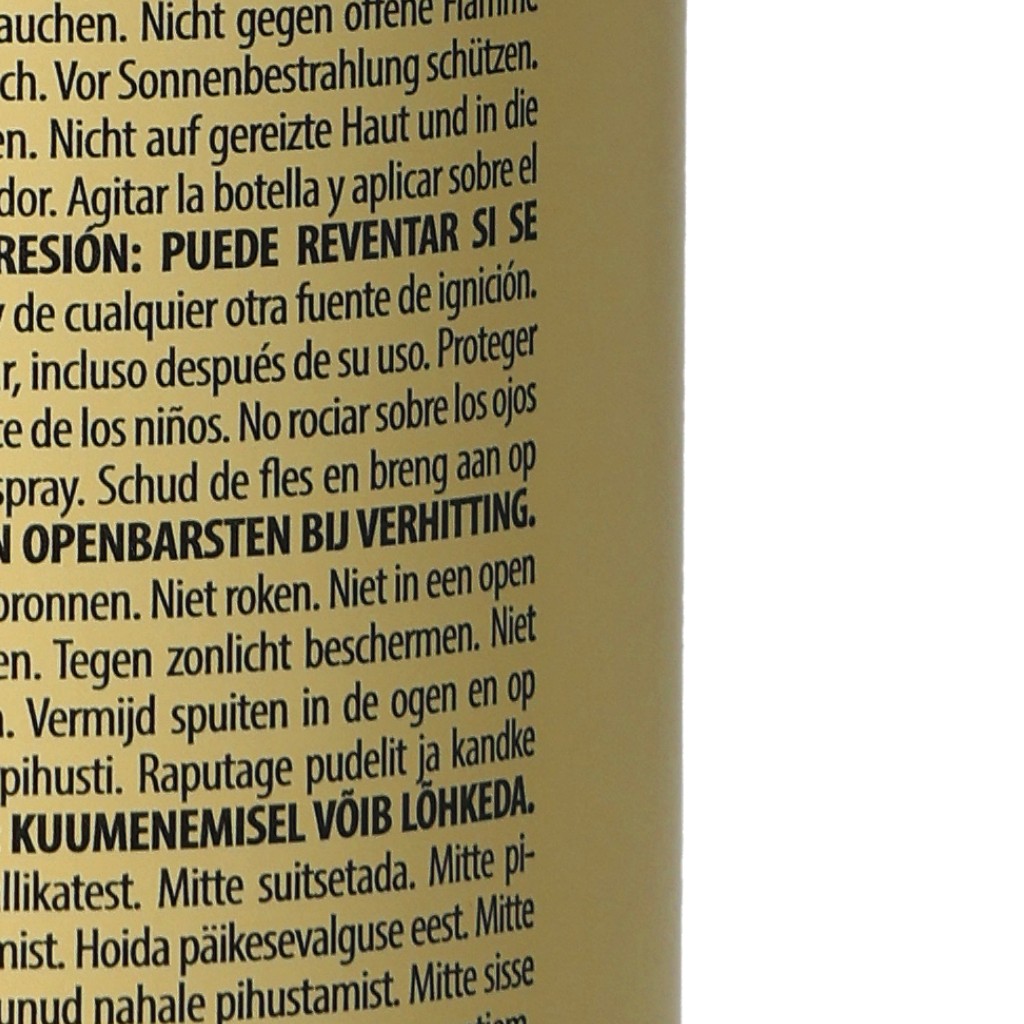 auchen. Nicht gegen offene Flamme
ch. Vor Sonnenbestrahlung schützen.
en. Nicht auf gereizte Haut und in die
dor. Agitar la botella y aplicar sobre el
RESIÓN: PUEDE REVENTAR SI SE
y de cualquier otra fuente de ignición.
r, incluso después de su uso. Proteger
te de los niños. No rociar sobre los ojos
spray. Schud de fles en breng aan op
N OPENBARSTEN BIJ VERHITTING.
bronnen. Niet roken. Niet in een open
en. Tegen zonlicht beschermen. Niet
n. Vermijd spuiten in de ogen en op
pihusti. Raputage pudelit ja kandke
KUUMENEMISEL VÕIB LÕHKEDA.
llikatest. Mitte suitsetada. Mitte pi-
mist. Hoida päikesevalguse eest. Mitte
unud nahale pihustamist. Mitte sisse